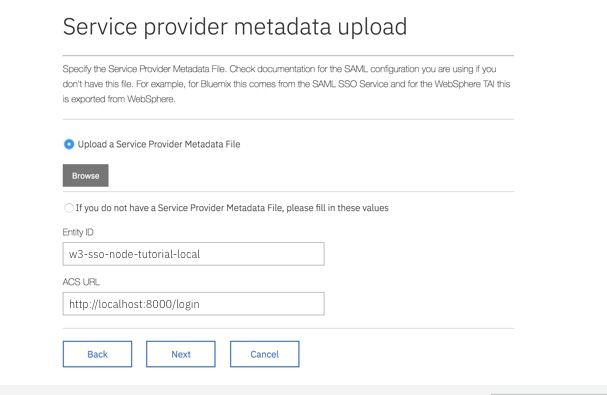 Service provider metadata upload
Specify the Service Provider Metadata File. Check documentation for the SAML configuration you are using if you
don't have this file. For example, for Bluemix this comes from the SAML SSO Service and for the WebSphere TAI this
is exported from WebSphere.
Upload a Service Provider Metadata File
Browse
If you do not have a Service Provider Metadata File, please fill in these values
Entity ID
w3-sso-node-tutorial-local
ACS URL
http://localhost:8000/login
Back Next Cancel